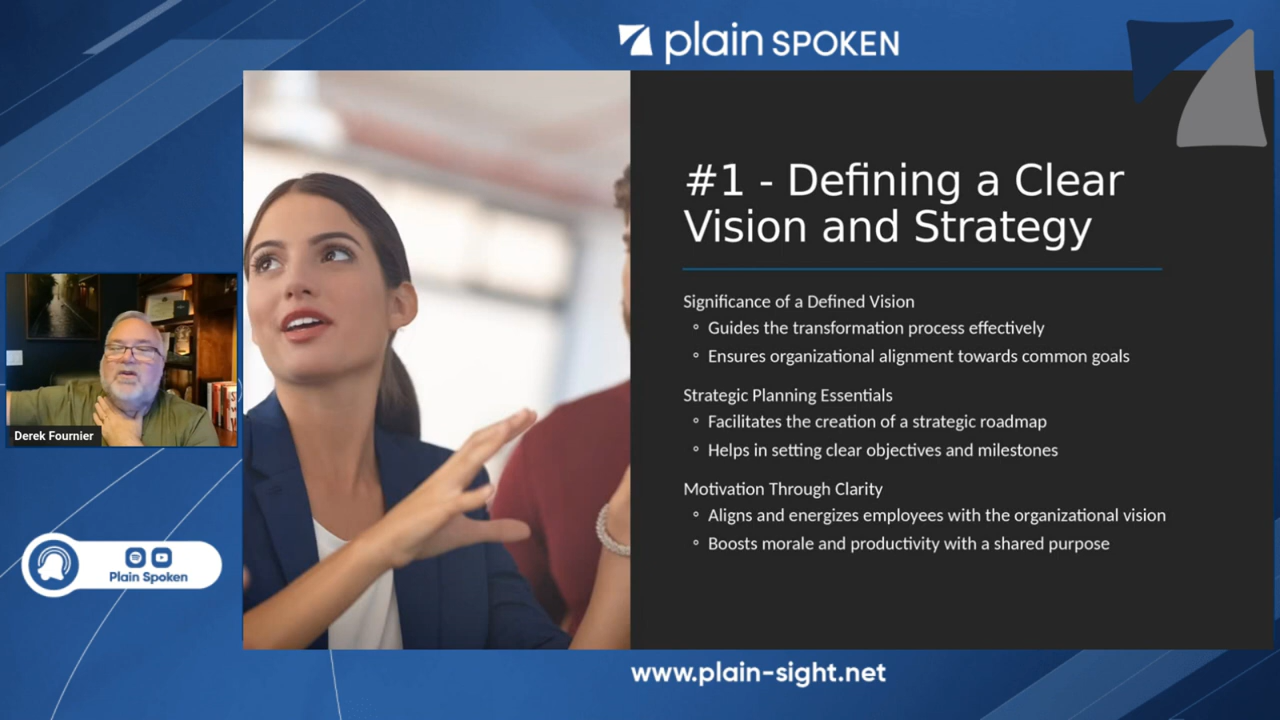 plain SPOKEN
#1 - Defining a Clear
Vision and Strategy
Significance of a Defined Vision
° Guides the transformation process effectively
° Ensures organizational alignment towards common goals
Strategic Planning Essentials
° Facilitates the creation of a strategic roadmap
° Helps in setting clear objectives and milestones
Motivation Through Clarity
° Aligns and energizes employees with the organizational vision
° Boosts morale and productivity with a shared purpose
Derek Fournier
Plain Spoken
www.plain-sight.net